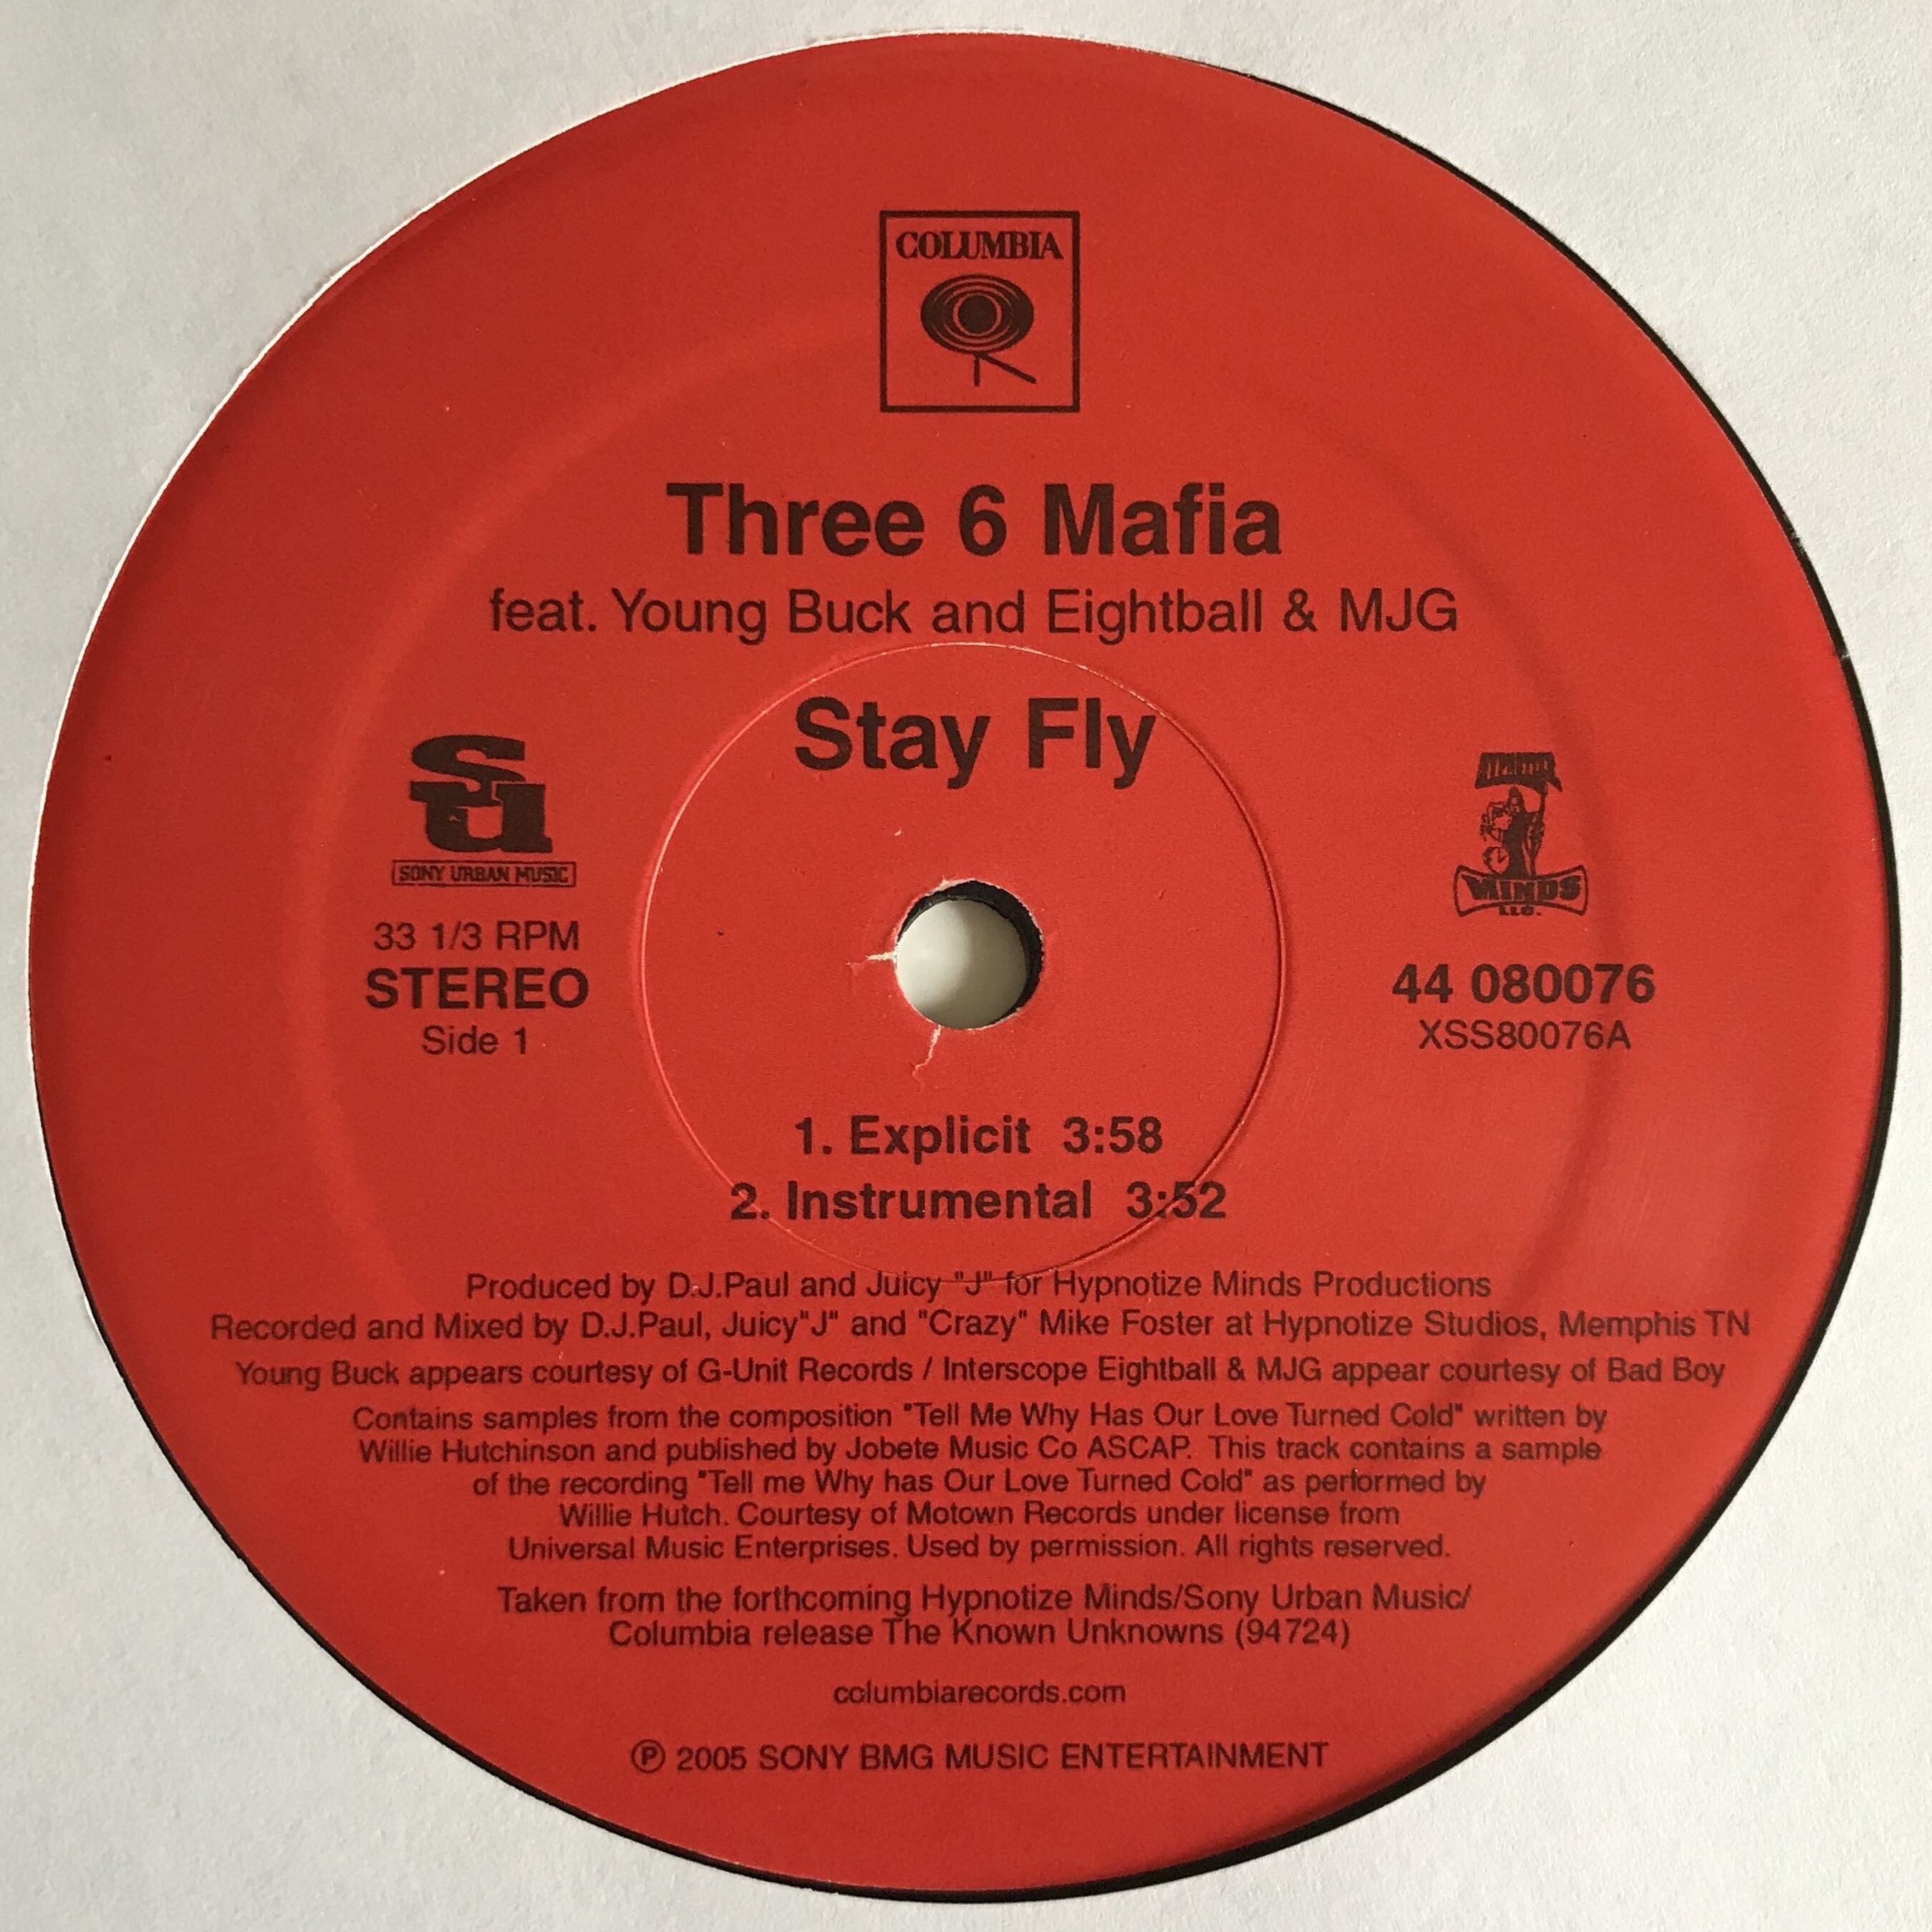 COLUMBIA
Three 6 Mafia
feat. Young Buck and Eightball & MJG
Stay Fly
su
SONY URBAN MUSIC
33 1/3 RPM
STEREO
Side 1
MINDS
LLC.
44 080076
XSS80076A
1. Explicit 3:58
2. Instrumental 3:52
Produced by D.J.Paul and Juicy "J" for Hypnotize Minds Productions
Recorded and Mixed by D.J.Paul, Juicy"J" and "Crazy" Mike Foster at Hypnotize Studios, Memphis TN
Young Buck appears courtesy of G-Unit Records / Interscope Eightball & MJG appear courtesy of Bad Boy
Contains samples from the composition "Tell Me Why Has Our Love Turned Cold" written by
Willie Hutchinson and published by Jobete Music Co ASCAP. This track contains a sample
of the recording "Tell me Why has Our Love Turned Cold" as performed by
Willie Hutch. Courtesy of Motown Records under license from
Universal Music Enterprises. Used by permission. All rights reserved.
Taken from the forthcoming Hypnotize Minds/Sony Urban Music/
Columbia release The Known Unknowns (94724)
columbiarecords.com
℗ 2005 SONY BMG MUSIC ENTERTAINMENT